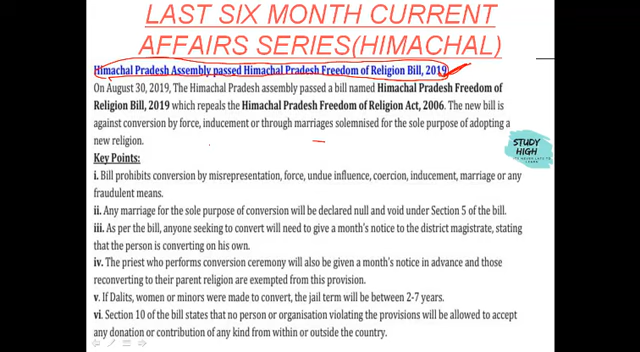 LAST SIX MONTH CURRENT
AFFAIRS SERIES(HIMACHAL)
Himachal Pradesh Assembly passed Himachal Pradesh Freedom of Religion Bill, 2019
On August 30, 2019, The Himachal Pradesh assembly passed a bill named Himachal Pradesh Freedom of
Religion Bill, 2019 which repeals the Himachal Pradesh Freedom of Religion Act, 2006. The new bill is
against conversion by force, inducement or through marriages solemnised for the sole purpose of adopting a
new religion.
Key Points:
i. Bill prohibits conversion by misrepresentation, force, undue influence, coercion, inducement, marriage or any
fraudulent means.
ii. Any marriage for the sole purpose of conversion will be declared null and void under Section 5 of the bill.
iii. As per the bill, anyone seeking to convert will need to give a month's notice to the district magistrate, stating
that the person is converting on his own.
iv. The priest who performs conversion ceremony will also be given a month's notice in advance and those
reconverting to their parent religion are exempted from this provision.
v. If Dalits, women or minors were made to convert, the jail term will be between 2-7 years.
vi. Section 10 of the bill states that no person or organisation violating the provisions will be allowed to accept
any donation or contribution of any kind from within or outside the country.
STUDY
HIGH